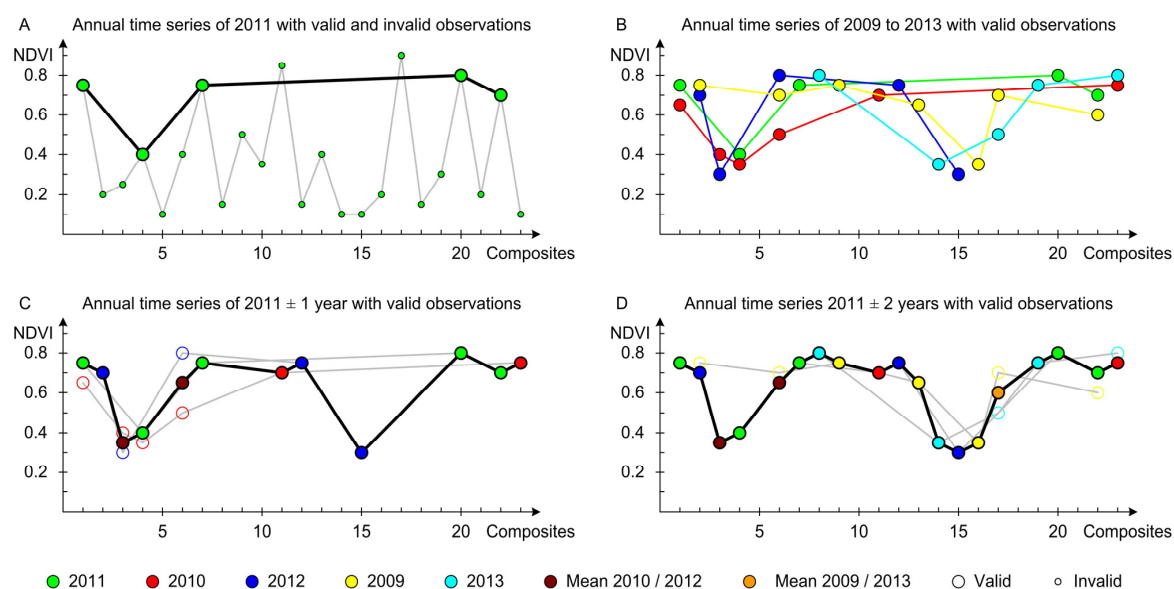 A Annual time series of 2011 with valid and invalid observations
NDVI
0.8
0.6
0.4
0.2
5 10 15 20 Composites
B Annual time series of 2009 to 2013 with valid observations
NDVI
0.8
0.6
0.4
0.2
5 10 15 20 Composites
C Annual time series of 2011 ± 1 year with valid observations
NDVI
0.8
0.6
0.4
0.2
5 10 15 20 Composites
D Annual time series 2011 ± 2 years with valid observations
NDVI
0.8
0.6
0.4
0.2
5 10 15 20 Composites
2011 2010 2012 2009 2013 Mean 2010 / 2012 Mean 2009 / 2013 Valid Invalid